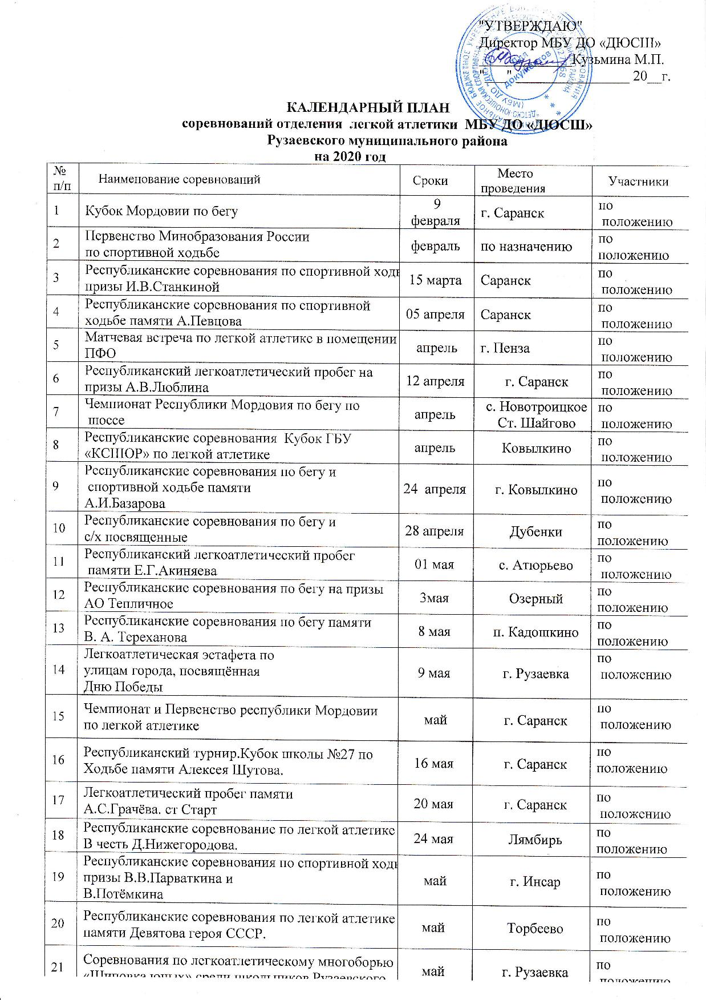 "УТВЕРЖДАЮ"
Директор МБУ ДО «ДЮСШ»
____________Кузьмина М.П.
"___" ________________ 20__г.
КАЛЕНДАРНЫЙ ПЛАН
соревнований отделения легкой атлетики МБУ ДО «ДЮСШ»
Рузаевского муниципального района
на 2020 год
№ п/п Наименование соревнований Сроки Место проведения Участники
1 Кубок Мордовии по бегу 9 февраля г. Саранск по положению
2 Первенство Минобразования России
по спортивной ходьбе февраль по назначению по положению
3 Республиканские соревнования по спортивной ходь
призы И.В.Станкиной 15 марта Саранск по положению
4 Республиканские соревнования по спортивной
ходьбе памяти А.Певцова 05 апреля Саранск по положению
5 Матчевая встреча по легкой атлетике в помещении
ПФО апрель г. Пенза по положению
6 Республиканский легкоатлетический пробег на
призы А.В.Люблина 12 апреля г. Саранск по положению
7 Чемпионат Республики Мордовия по бегу по
шоссе апрель с. Новотроицкое Ст. Шайгово по положению
8 Республиканские соревнования Кубок ГБУ
«КСШОР» по легкой атлетике апрель Ковылкино по положению
9 Республиканские соревнования по бегу и
спортивной ходьбе памяти
А.И.Базарова 24 апреля г. Ковылкино по положению
10 Республиканские соревнования по бегу и
с/х посвященные 28 апреля Дубенки по положению
11 Республиканский легкоатлетический пробег
памяти Е.Г.Акиняева 01 мая с. Атюрьево по положению
12 Республиканские соревнования по бегу на призы
АО Тепличное 3мая Озерный по положению
13 Республиканские соревнования по бегу памяти
В. А. Тереханова 8 мая п. Кадошкино по положению
14 Легкоатлетическая эстафета по
улицам города, посвящённая
Дню Победы 9 мая г. Рузаевка по положению
15 Чемпионат и Первенство республики Мордовии
по легкой атлетике май г. Саранск по положению
16 Республиканский турнир.Кубок школы №27 по
Ходьбе памяти Алексея Шутова. 16 мая г. Саранск по положению
17 Легкоатлетический пробег памяти
А.С.Грачёва. ст Старт 20 мая г. Саранск по положению
18 Республиканские соревнование по легкой атлетике
В честь Д.Нижегородова. 24 мая Лямбирь по положению
19 Республиканские соревнования по спортивной ходь
призы В.В.Парваткина и
В.Потёмкина май г. Инсар по положению
20 Республиканские соревнования по легкой атлетике
памяти Девятова героя СССР. май Торбеево по положению
21 Соревнования по легкоатлетическому многоборью
«Шиповка юных» среди школьников Рузаевского май г. Рузаевка по положению